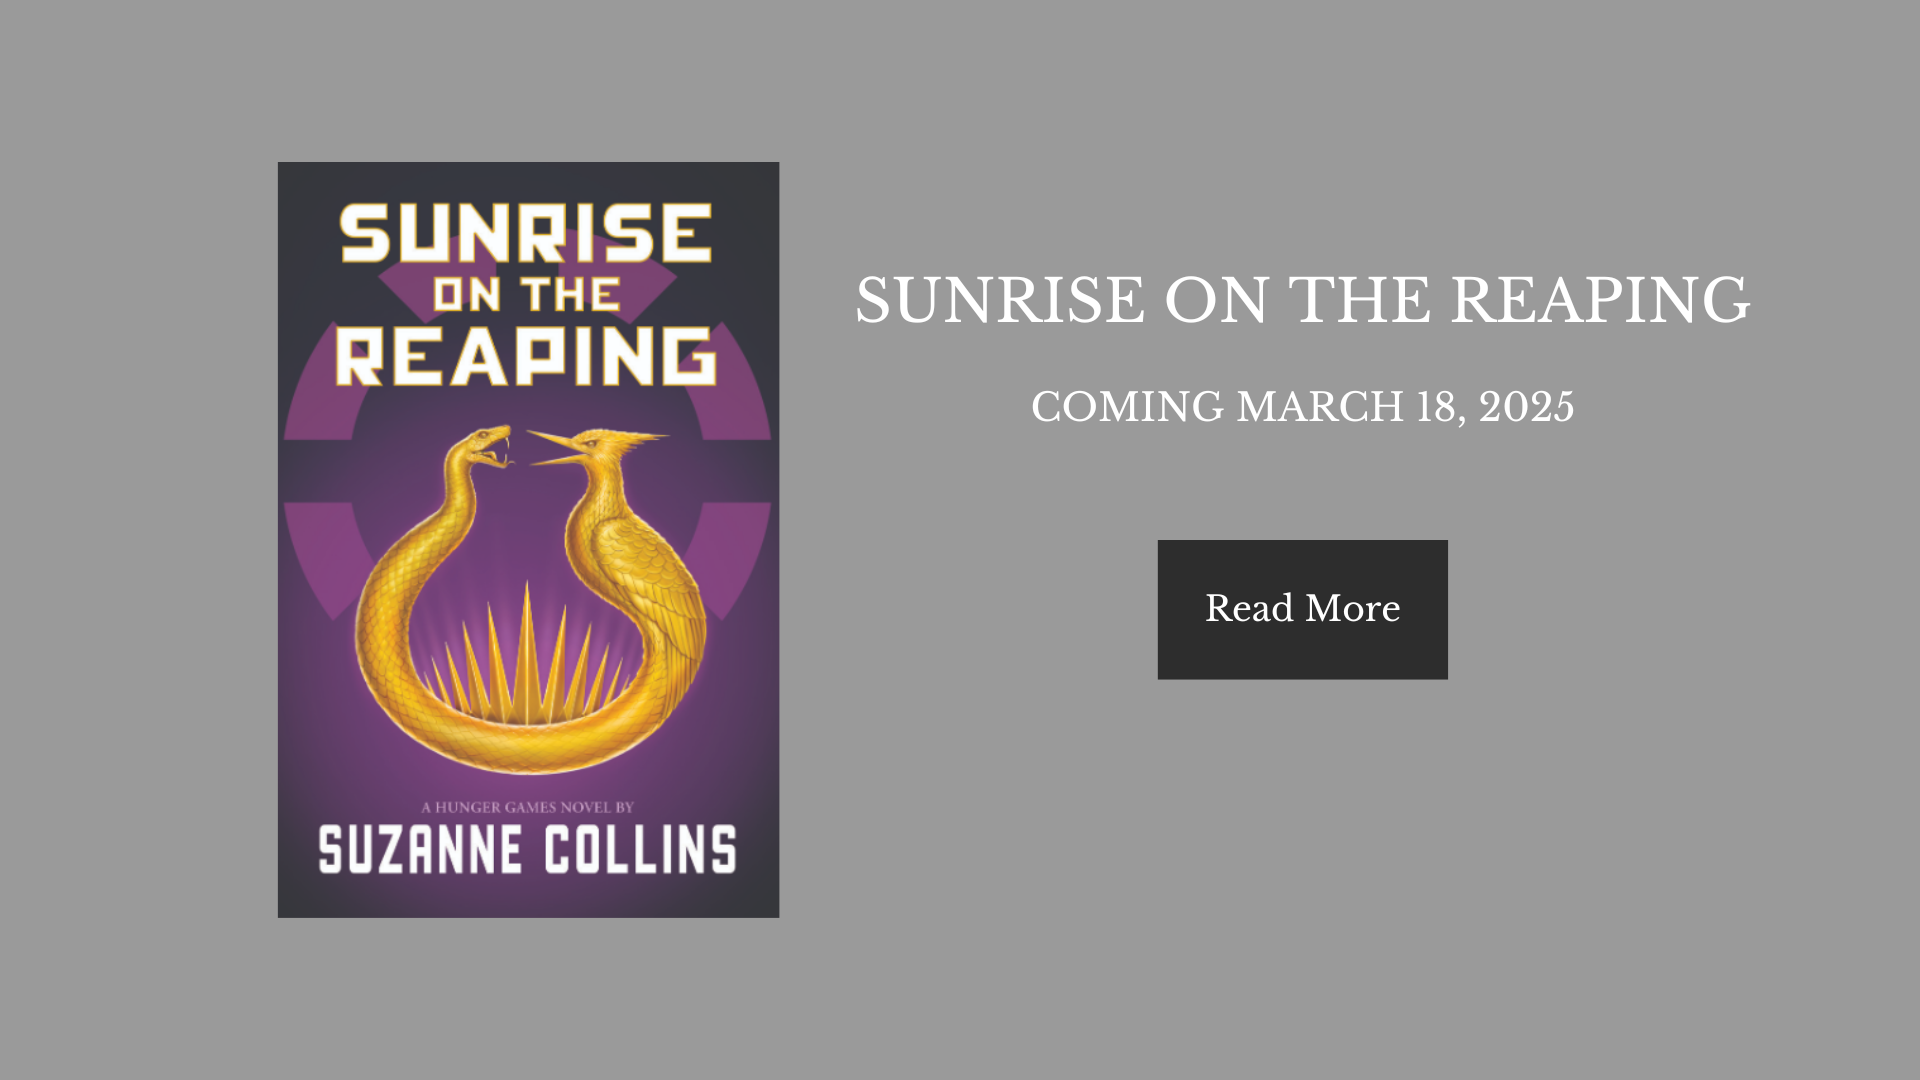 SUNRISE
ON THE
REAPING
A HUNGER GAMES NOVEL BY
SUZANNE COLLINS
SUNRISE ON THE REAPING
COMING MARCH 18, 2025
Read More